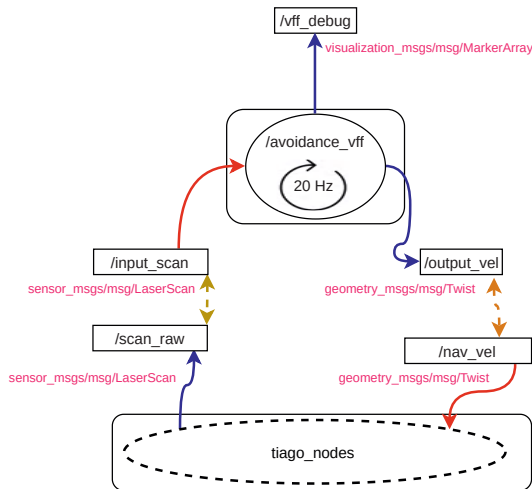 /vff_debug
visualization_msgs/msg/MarkerArray
/avoidance_vff
20 Hz
/input_scan
/output_vel
sensor_msgs/msg/LaserScan
geometry_msgs/msg/Twist
/scan_raw
/nav_vel
sensor_msgs/msg/LaserScan
geometry_msgs/msg/Twist
tiago_nodes